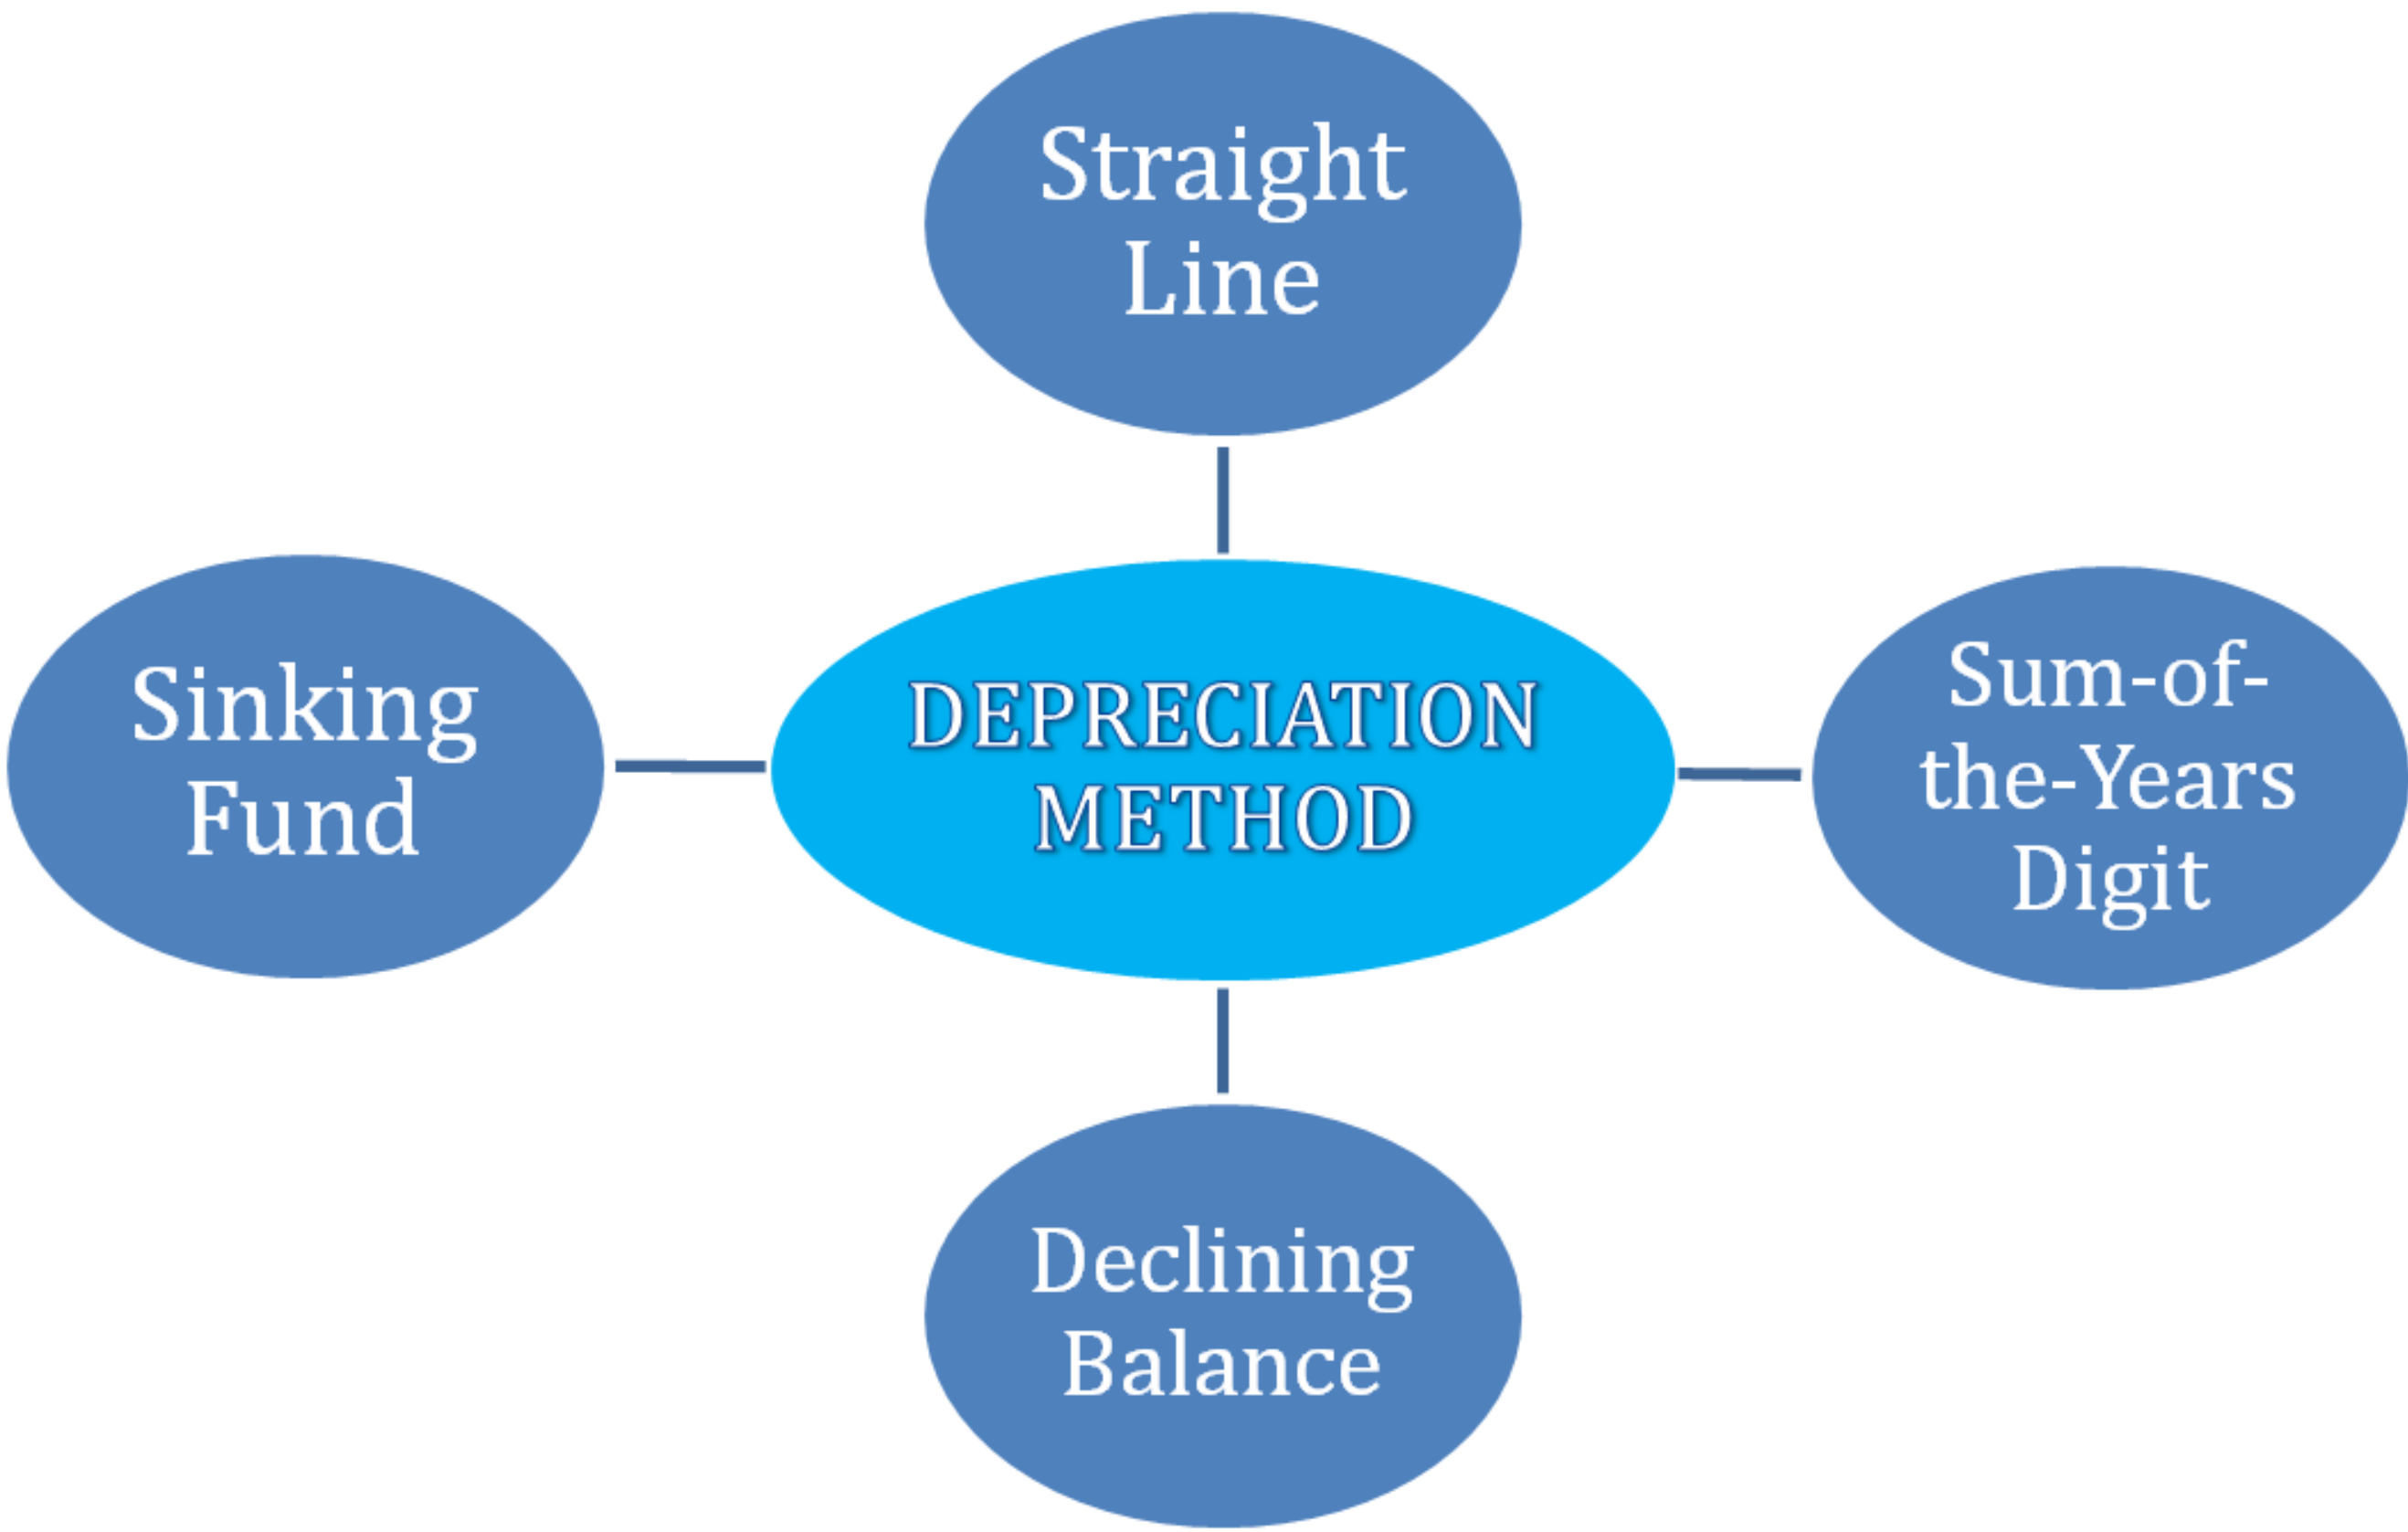 Straight
Line
Sinking
Fund
DEPRECIATION
METHOD
Sum-of-
the-Years
Digit
Declining
Balance